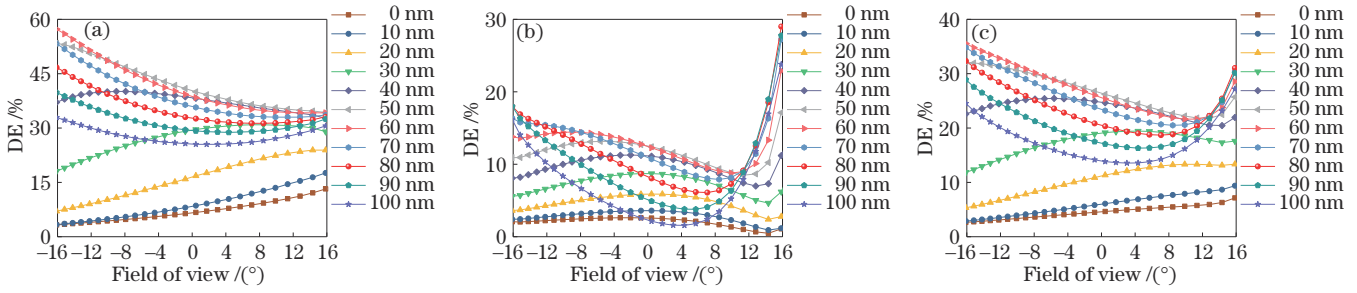 (a)
DE /%
60
45
30
15
0
−16 −12 −8 −4 0 4 8 12 16
Field of view /(°)
0 nm
10 nm
20 nm
30 nm
40 nm
50 nm
60 nm
70 nm
80 nm
90 nm
100 nm
(b)
DE /%
30
20
10
0
−16 −12 −8 −4 0 4 8 12 16
Field of view /(°)
0 nm
10 nm
20 nm
30 nm
40 nm
50 nm
60 nm
70 nm
80 nm
90 nm
100 nm
(c)
DE /%
40
30
20
10
0
−16 −12 −8 −4 0 4 8 12 16
Field of view /(°)
0 nm
10 nm
20 nm
30 nm
40 nm
50 nm
60 nm
70 nm
80 nm
90 nm
100 nm